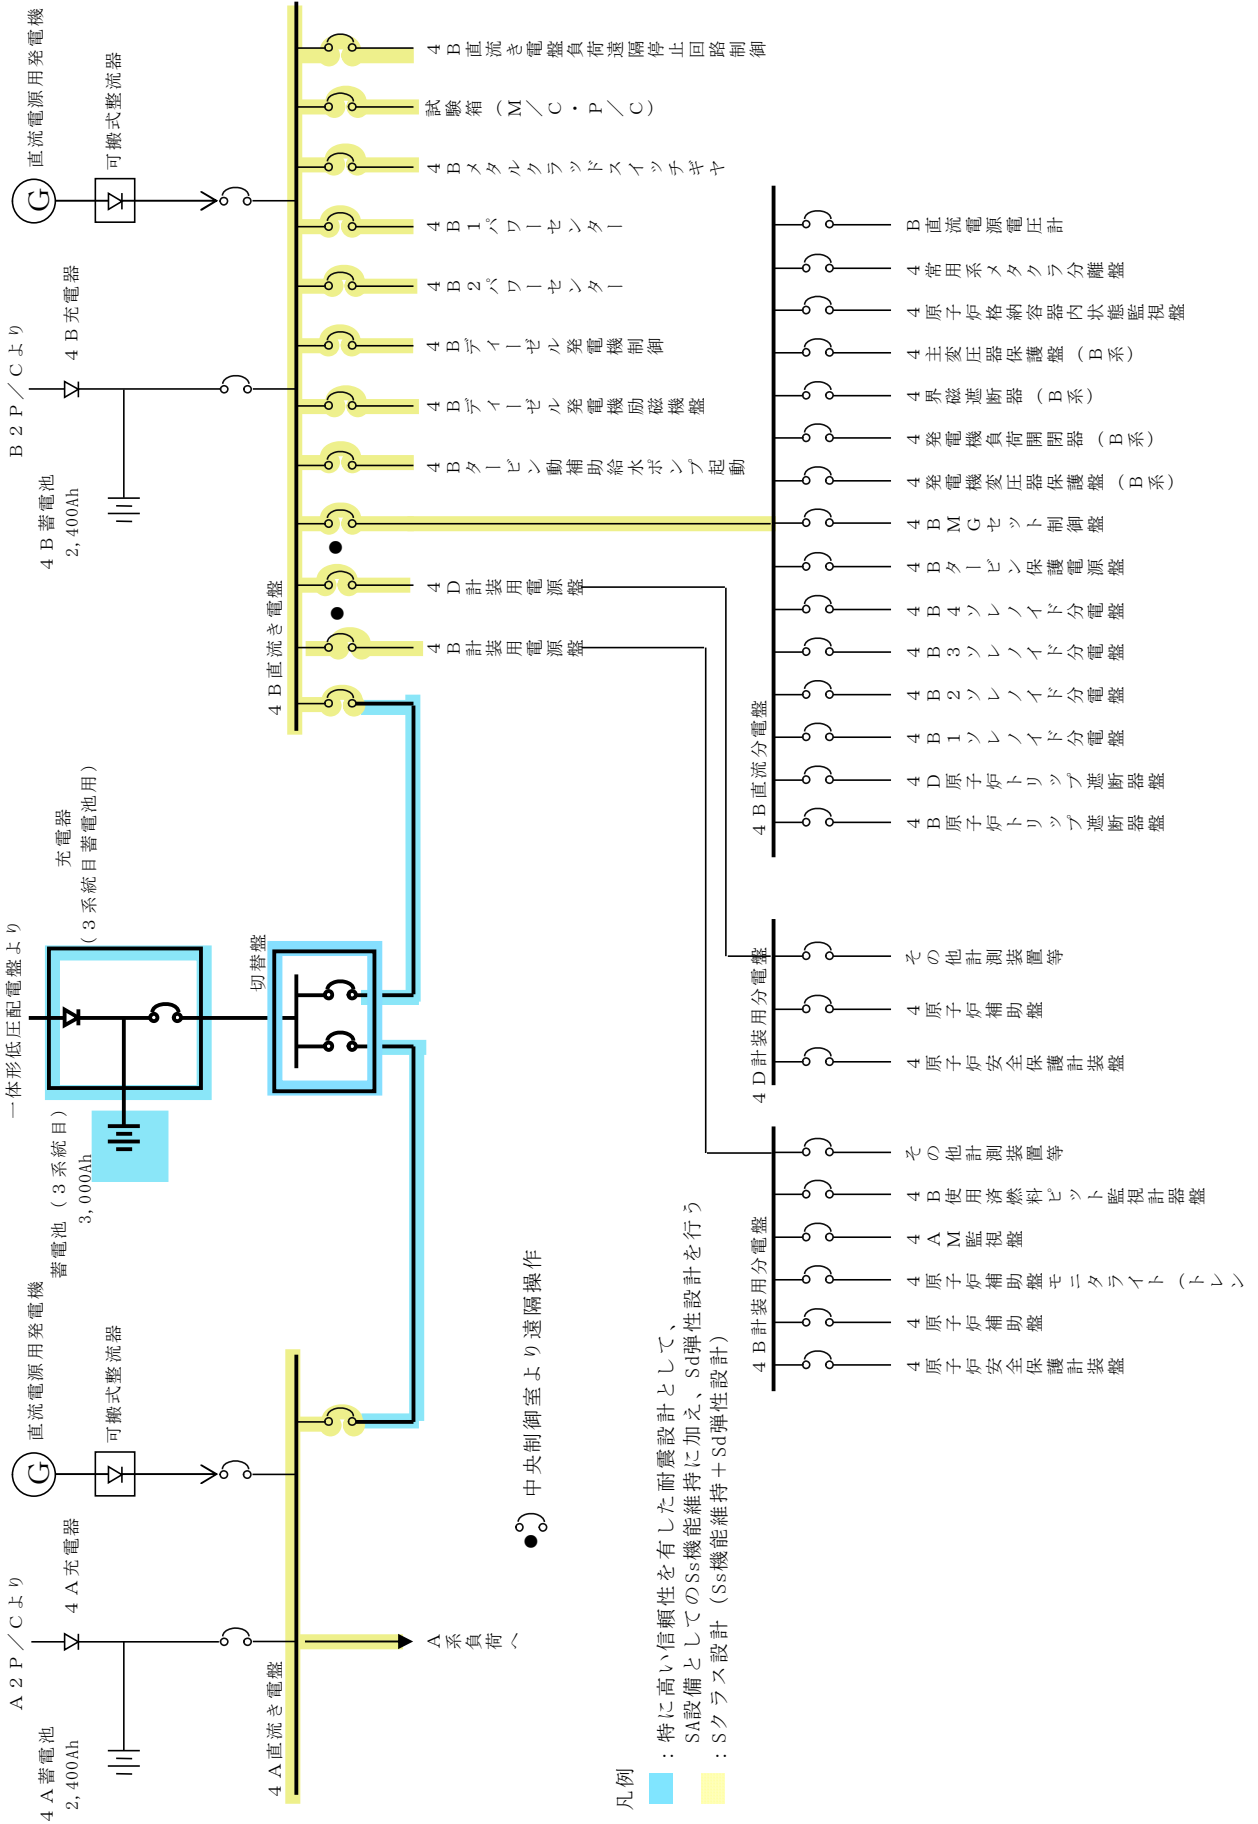 A2P／Cより
4A蓄電池
2,400Ah
4A充電器
直流電源用発電機
G
可搬式整流器
4A直流き電盤
A系負荷へ
一体形低圧配電盤より
蓄電池（3系統目）
3,000Ah
充電器
（3系統目蓄電池用）
切替盤
B2P／Cより
4B蓄電池
2,400Ah
4B充電器
直流電源用発電機
G
可搬式整流器
4B直流き電盤
4B計装用電源盤
4D計装用電源盤
4Bタービン動補助給水ポンプ起動
4Bディーゼル発電機励磁機盤
4Bディーゼル発電機制御
4B2パワーセンター
4B1パワーセンター
4Bメタルクラッドスイッチギヤ
試験箱（M／C・P／C）
4B直流き電盤負荷遠隔停止回路制御
4B計装用分電盤
4原子炉安全保護計装盤
4原子炉補助盤
4原子炉補助盤モニタライト（トレン
4AM監視盤
4B使用済燃料ピット監視計器盤
その他計測装置等
4D計装用分電盤
4原子炉安全保護計装盤
4原子炉補助盤
その他計測装置等
4B直流分電盤
4B原子炉トリップ遮断器盤
4D原子炉トリップ遮断器盤
4B1ソレノイド分電盤
4B2ソレノイド分電盤
4B3ソレノイド分電盤
4B4ソレノイド分電盤
4Bタービン保護電源盤
4BMGセット制御盤
4発電機変圧器保護盤（B系）
4発電機負荷開閉器（B系）
4界磁遮断器（B系）
4主変圧器保護盤（B系）
4原子炉格納容器内状態監視盤
4常用系メタクラ分離盤
B直流電源電圧計
中央制御室より遠隔操作
凡例
：特に高い信頼性を有した耐震設計として、
SA設備としてのSs機能維持に加え、Sd弾性設計を行う
：Sクラス設計（Ss機能維持＋Sd弾性設計）